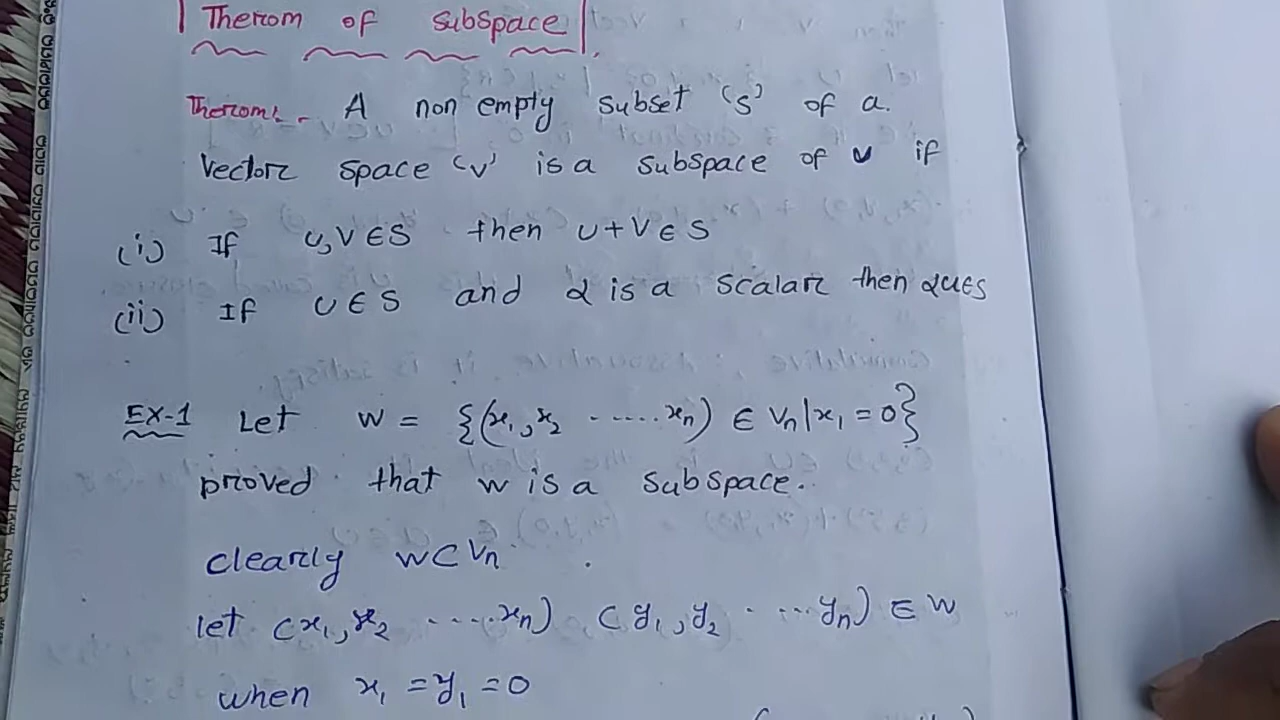 Therom of subspace
Therom:- A non empty subset (s) of a
vector space (v) is a subspace of v if
(i) If u,v∈S then u+v∈S
(ii) If u∈S and α is a scalar then αu∈S
EX-1 Let w = {(x₁,x₂ ......xₙ) ∈ Vₙ|x₁=0}
proved that w is a subspace.
clearly w⊂Vₙ.
let (x₁,x₂ .....xₙ) (y₁,y₂ ....yₙ) ∈ w
when x₁ = y₁ = 0